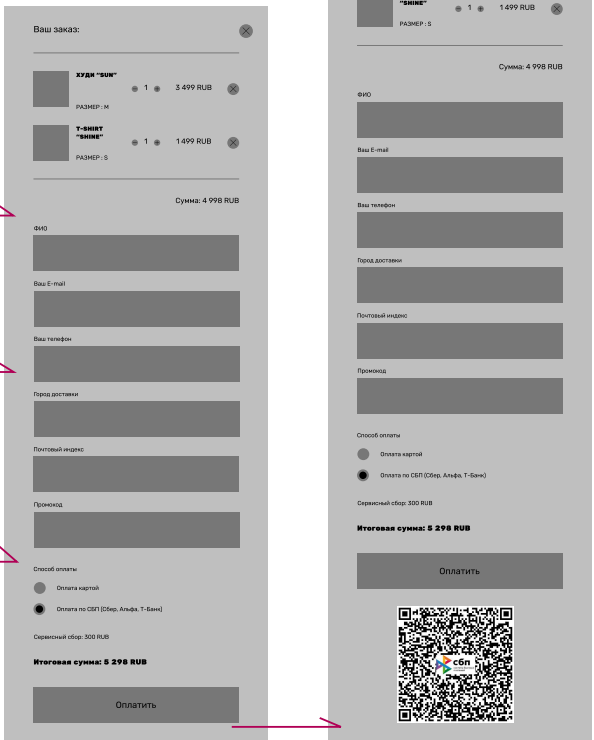 Ваш заказ:
ХУДИ "SUN"
1
3 499 RUB
РАЗМЕР : M
T-SHIRT
"SHINE"
1
1 499 RUB
РАЗМЕР : S
Сумма: 4 998 RUB
ФИО
Ваш E-mail
Ваш телефон
Город доставки
Почтовый индекс
Промокод
Способ оплаты
Оплата картой
Оплата по СБП (Сбер, Альфа, Т-Банк)
Сервисный сбор: 300 RUB
Итоговая сумма: 5 298 RUB
Оплатить
"SHINE"
1
1 499 RUB
РАЗМЕР : S
Сумма: 4 998 RUB
ФИО
Ваш E-mail
Ваш телефон
Город доставки
Почтовый индекс
Промокод
Способ оплаты
Оплата картой
Оплата по СБП (Сбер, Альфа, Т-Банк)
Сервисный сбор: 300 RUB
Итоговая сумма: 5 298 RUB
Оплатить
сбп